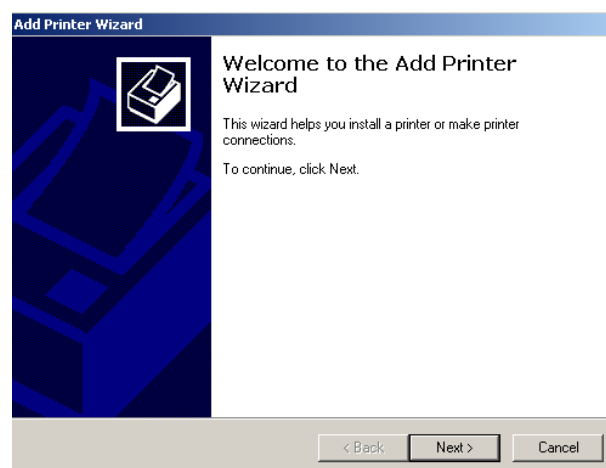 Add Printer Wizard
Welcome to the Add Printer
Wizard
This wizard helps you install a printer or make printer
connections.
To continue, click Next.
< Back
Next >
Cancel